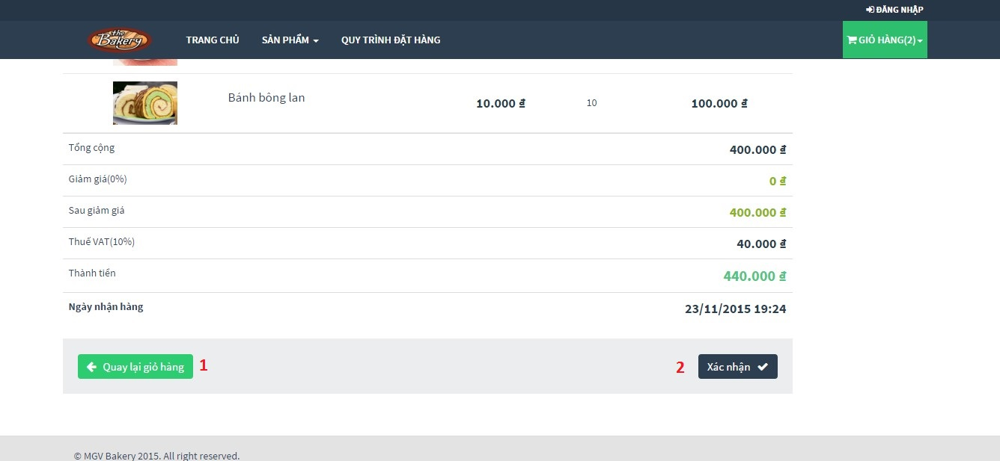 ĐĂNG NHẬP
the Bakery
TRANG CHỦ SẢN PHẨM QUY TRÌNH ĐẶT HÀNG GIỎ HÀNG(2)
Bánh bông lan 10.000 ₫ 10 100.000 ₫
Tổng cộng 400.000 ₫
Giảm giá(0%) 0 ₫
Sau giảm giá 400.000 ₫
Thuế VAT(10%) 40.000 ₫
Thành tiền 440.000 ₫
Ngày nhận hàng 23/11/2015 19:24
Quay lại giỏ hàng 1 2 Xác nhận
© MGV Bakery 2015. All right reserved.